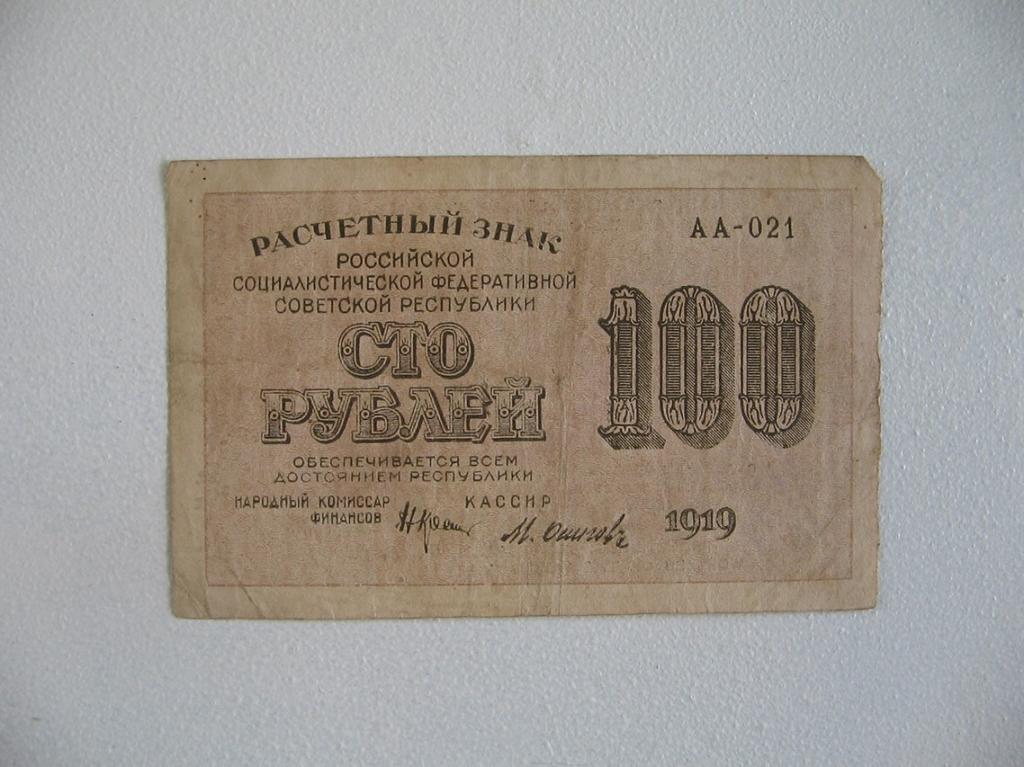 РАСЧЕТНЫЙ ЗНАК
РОССИЙСКОЙ
СОЦИАЛИСТИЧЕСКОЙ ФЕДЕРАТИВНОЙ
СОВЕТСКОЙ РЕСПУБЛИКИ
СТО
РУБЛЕЙ
ОБЕСПЕЧИВАЕТСЯ ВСЕМ
ДОСТОЯНИЕМ РЕСПУБЛИКИ
НАРОДНЫЙ КОМИССАР
ФИНАНСОВ
КАССИР
М. Осиповъ
АА-021
100
1919